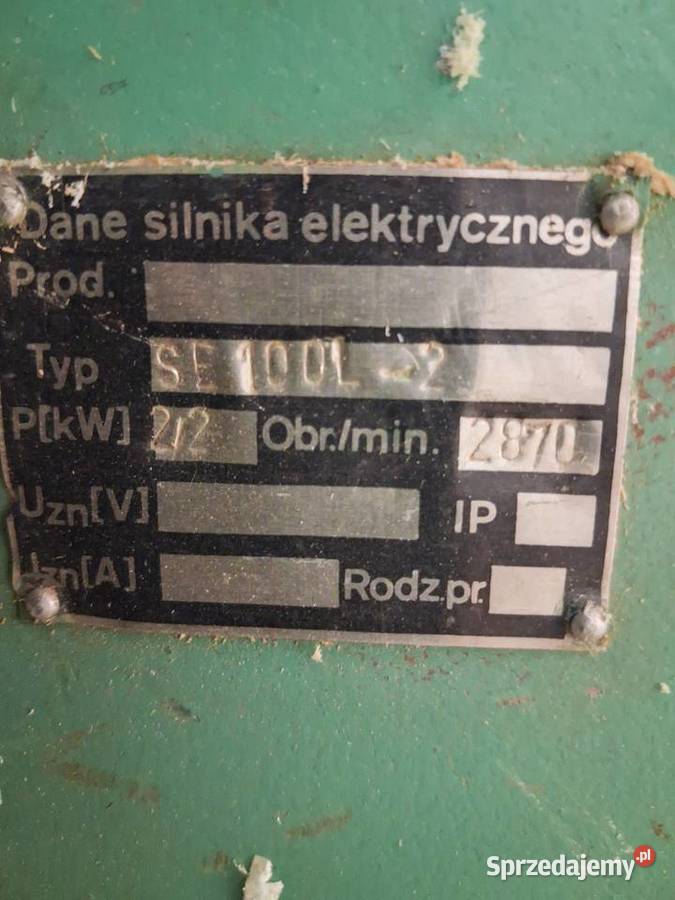 Dane silnika elektrycznego
Prod.
Typ SE 100L -2
P[kW] 2,2 Obr./min. 2870
Uzn[V] IP
Jzn[A] Rodz.pr.
Sprzedajemy.pl